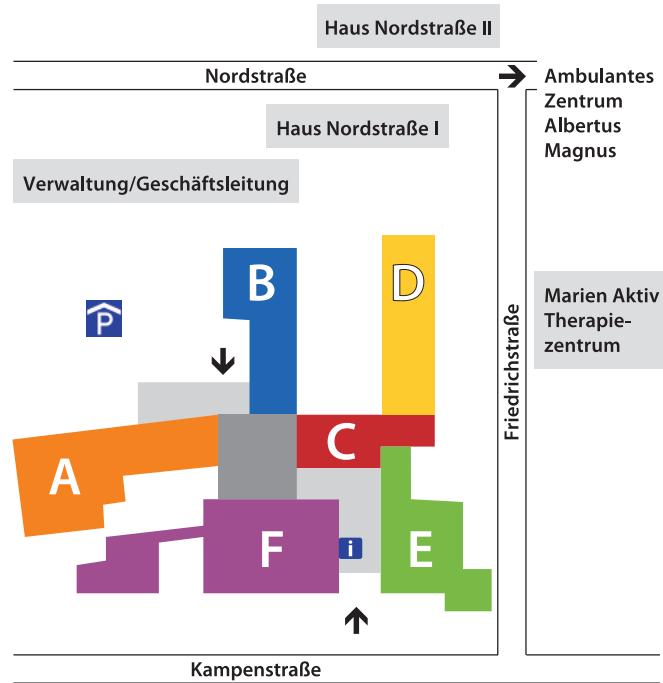 Haus Nordstraße II
Nordstraße
Ambulantes
Zentrum
Albertus
Magnus
Haus Nordstraße I
Verwaltung/Geschäftsleitung
B
D
P
Marien Aktiv
Therapie-
zentrum
Friedrichstraße
A
C
F
i
E
Kampenstraße